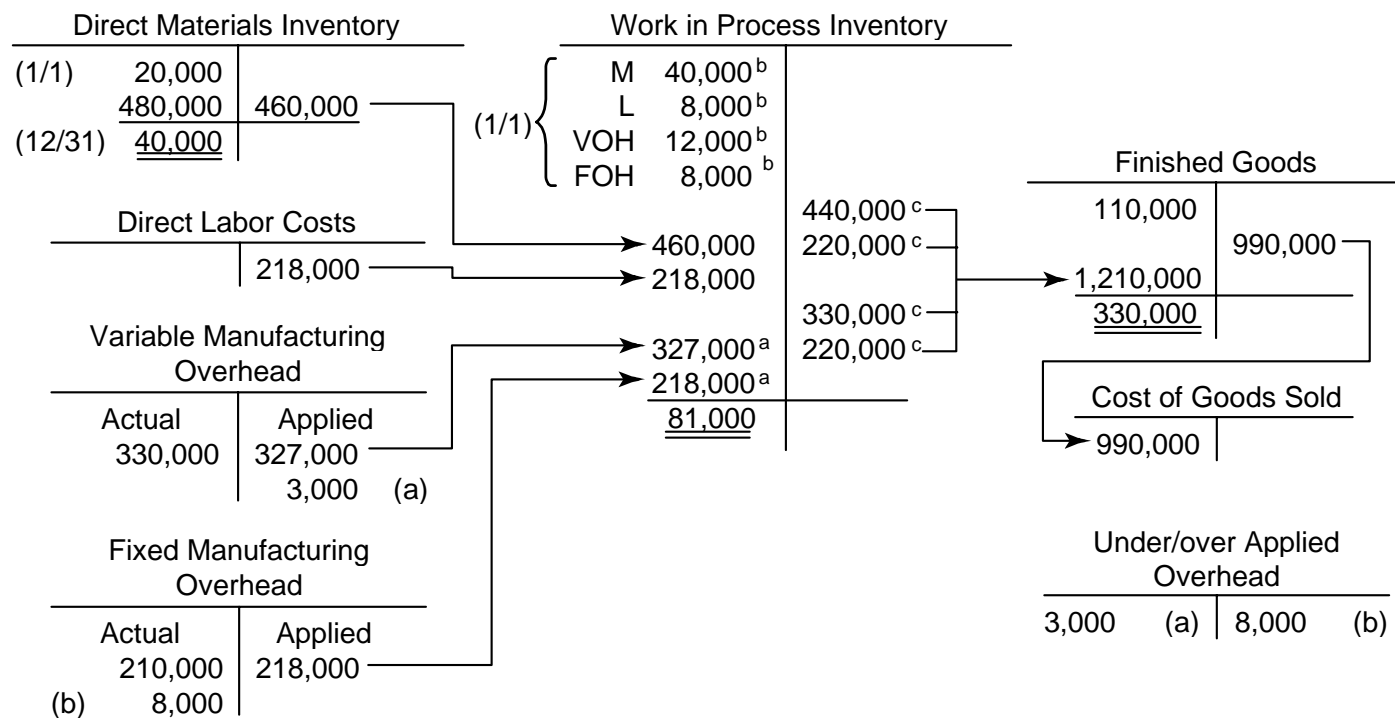 Direct Materials Inventory
(1/1) 20,000
480,000 460,000
(12/31) 40,000
Direct Labor Costs
218,000
Variable Manufacturing
Overhead
Actual Applied
330,000 327,000
3,000 (a)
Fixed Manufacturing
Overhead
Actual Applied
210,000 218,000
(b) 8,000
Work in Process Inventory
(1/1)
M 40,000 b
L 8,000 b
VOH 12,000 b
FOH 8,000 b
440,000 c
460,000 220,000 c
218,000
330,000 c
327,000 a 220,000 c
218,000 a
81,000
Finished Goods
110,000
990,000
1,210,000
330,000
Cost of Goods Sold
990,000
Under/over Applied
Overhead
3,000 (a) 8,000 (b)